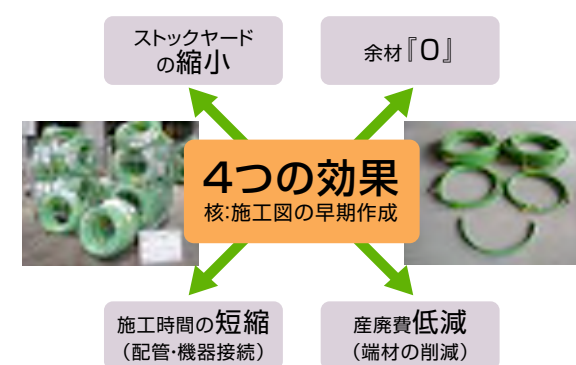 ストックヤード
の縮小
余材『0』
4つの効果
核:施工図の早期作成
施工時間の短縮
(配管・機器接続)
産廃費低減
(端材の削減)